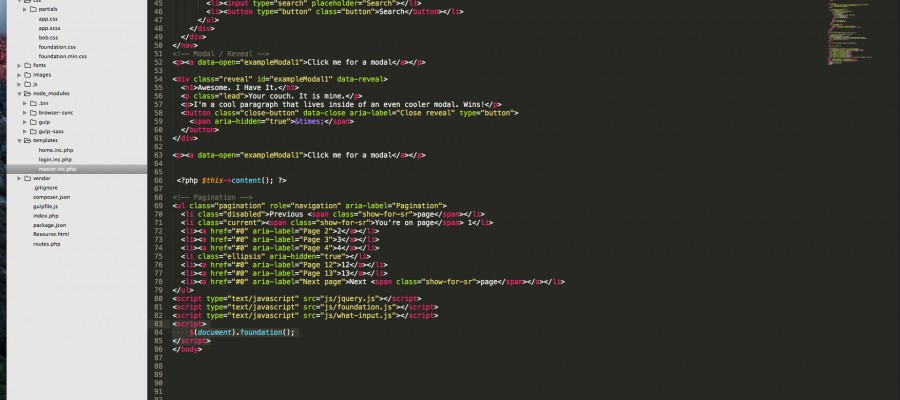 css
partials
app.css
app.scss
bob.css
foundation.css
foundation.min.css
fonts
images
js
node_modules
.bin
browser-sync
gulp
gulp-sass
templates
home.inc.php
login.inc.php
master.inc.php
vendor
.gitignore
composer.json
gulpfile.js
index.php
package.json
Resource.html
routes.php
45 <li><input type="search" placeholder="Search"></li>
46 <li><button type="button" class="button">Search</button></li>
47 </ul>
48 </div>
49 </div>
50 </nav>
51 <!-- Modal / Reveal -->
52 <p><a data-open="exampleModal1">Click me for a modal</a></p>
53
54 <div class="reveal" id="exampleModal1" data-reveal>
55 <h1>Awesome. I Have It.</h1>
56 <p class="lead">Your couch. It is mine.</p>
57 <p>I'm a cool paragraph that lives inside of an even cooler modal. Wins!</p>
58 <button class="close-button" data-close aria-label="Close reveal" type="button">
59 <span aria-hidden="true">&times;</span>
60 </button>
61 </div>
62
63 <p><a data-open="exampleModal1">Click me for a modal</a></p>
64
65
66 <?php $this->content(); ?>
67
68 <!-- Pagination -->
69 <ul class="pagination" role="navigation" aria-label="Pagination">
70 <li class="disabled">Previous <span class="show-for-sr">page</span></li>
71 <li class="current"><span class="show-for-sr">You're on page</span> 1</li>
72 <li><a href="#0" aria-label="Page 2">2</a></li>
73 <li><a href="#0" aria-label="Page 3">3</a></li>
74 <li><a href="#0" aria-label="Page 4">4</a></li>
75 <li class="ellipsis" aria-hidden="true"></li>
76 <li><a href="#0" aria-label="Page 12">12</a></li>
77 <li><a href="#0" aria-label="Page 13">13</a></li>
78 <li><a href="#0" aria-label="Next page">Next <span class="show-for-sr">page</span></a></li>
79 </ul>
80 <script type="text/javascript" src="js/jquery.js"></script>
81 <script type="text/javascript" src="js/foundation.js"></script>
82 <script type="text/javascript" src="js/what-input.js"></script>
83 <script>
84 $(document).foundation();
85 </script>
86 </body>
87
88
89
90
91